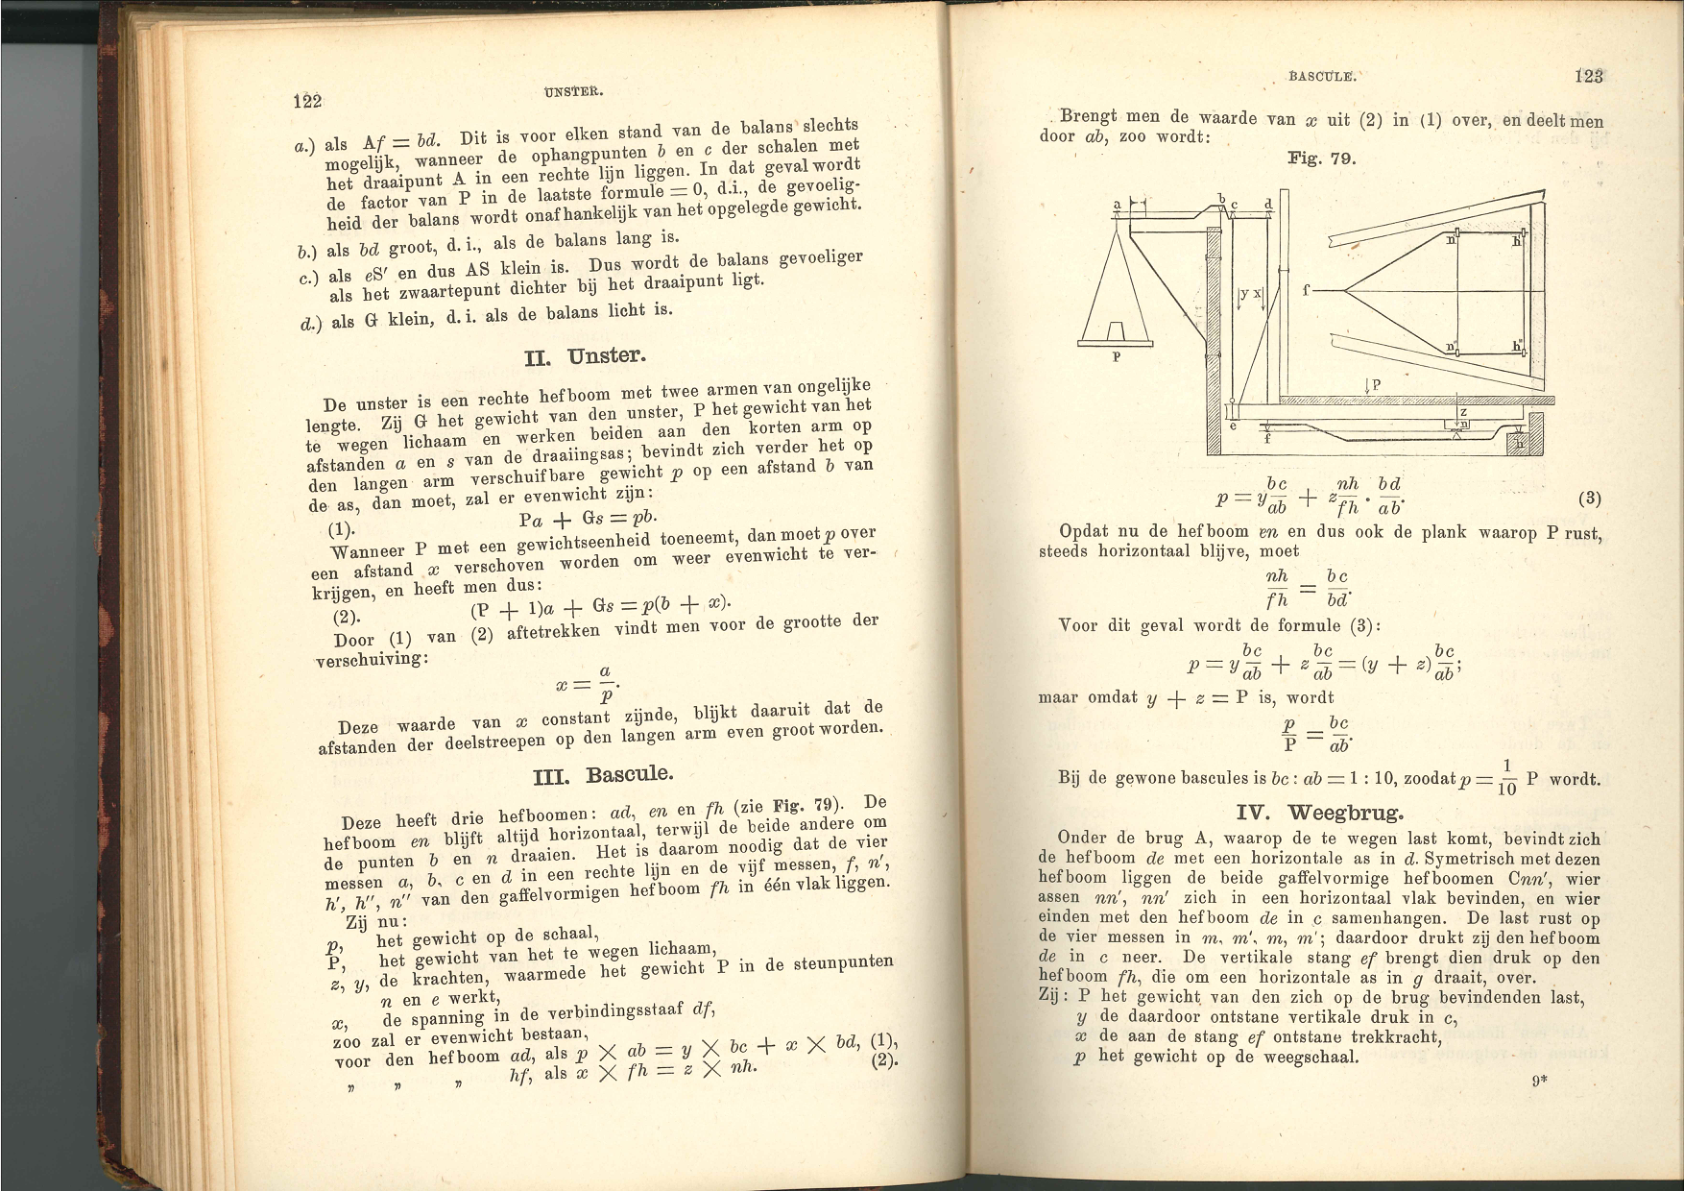 122
UNSTER.
a.) als Af = bd. Dit is voor elken stand van de balans slechts
mogelijk, wanneer de ophangpunten b en c der schalen met
het draaipunt A in een rechte lijn liggen. In dat geval wordt
de factor van P in de laatste formule = 0, d.i., de gevoelig-
heid der balans wordt onafhankelijk van het opgelegde gewicht.
b.) als bd groot, d. i., als de balans lang is.
c.) als eS′ en dus AS klein is. Dus wordt de balans gevoeliger
als het zwaartepunt dichter bij het draaipunt ligt.
d.) als G klein, d. i. als de balans licht is.
II. Unster.
De unster is een rechte hefboom met twee armen van ongelijke
lengte. Zij G het gewicht van den unster, P het gewicht van het
te wegen lichaam en werken beiden aan den korten arm op
afstanden a en s van de draaiingsas; bevindt zich verder het op
den langen arm verschuifbare gewicht p op een afstand b van
de as, dan moet, zal er evenwicht zijn:
(1). Pa + Gs = pb.
Wanneer P met een gewichtseenheid toeneemt, dan moet p over
een afstand x verschoven worden om weer evenwicht te ver-
krijgen, en heeft men dus:
(2). (P + 1)a + Gs = p(b + x).
Door (1) van (2) aftetrekken vindt men voor de grootte der
verschuiving:
x = a/p.
Deze waarde van x constant zijnde, blijkt daaruit dat de
afstanden der deelstreepen op den langen arm even groot worden.
III. Bascule.
Deze heeft drie hefboomen: ad, en en fh (zie Fig. 79). De
hefboom en blijft altijd horizontaal, terwijl de beide andere om
de punten b en n draaien. Het is daarom noodig dat de vier
messen a, b, c en d in een rechte lijn en de vijf messen, f, n′,
h′, h″, n″ van den gaffelvormigen hefboom fh in één vlak liggen.
Zij nu:
p, het gewicht op de schaal,
P, het gewicht van het te wegen lichaam,
z, y, de krachten, waarmede het gewicht P in de steunpunten
n en e werkt,
x, de spanning in de verbindingsstaaf df,
zoo zal er evenwicht bestaan,
voor den hefboom ad, als p × ab = y × bc + x × bd, (1),
„ „ „ hf, als x × fh = z × nh. (2).
BASCULE.
123
Brengt men de waarde van x uit (2) in (1) over, en deelt men
door ab, zoo wordt:
Fig. 79.
a b c d
n′ h′
y x f
P
n″ h″
P
z
e f n h
p = y bc/ab + z nh/fh · bd/ab. (3)
Opdat nu de hefboom en en dus ook de plank waarop P rust,
steeds horizontaal blijve, moet
nh/fh = bc/bd.
Voor dit geval wordt de formule (3):
p = y bc/ab + z bc/ab = (y + z) bc/ab;
maar omdat y + z = P is, wordt
p/P = bc/ab.
Bij de gewone bascules is bc : ab = 1 : 10, zoodat p = 1/10 P wordt.
IV. Weegbrug.
Onder de brug A, waarop de te wegen last komt, bevindt zich
de hefboom de met een horizontale as in d. Symetrisch met dezen
hefboom liggen de beide gaffelvormige hefboomen Cnn′, wier
assen nn′, nn′ zich in een horizontaal vlak bevinden, en wier
einden met den hefboom de in c samenhangen. De last rust op
de vier messen in m, m′, m, m′; daardoor drukt zij den hefboom
de in c neer. De vertikale stang ef brengt dien druk op den
hefboom fh, die om een horizontale as in g draait, over.
Zij: P het gewicht van den zich op de brug bevindenden last,
y de daardoor ontstane vertikale druk in c,
x de aan de stang ef ontstane trekkracht,
p het gewicht op de weegschaal.
9*